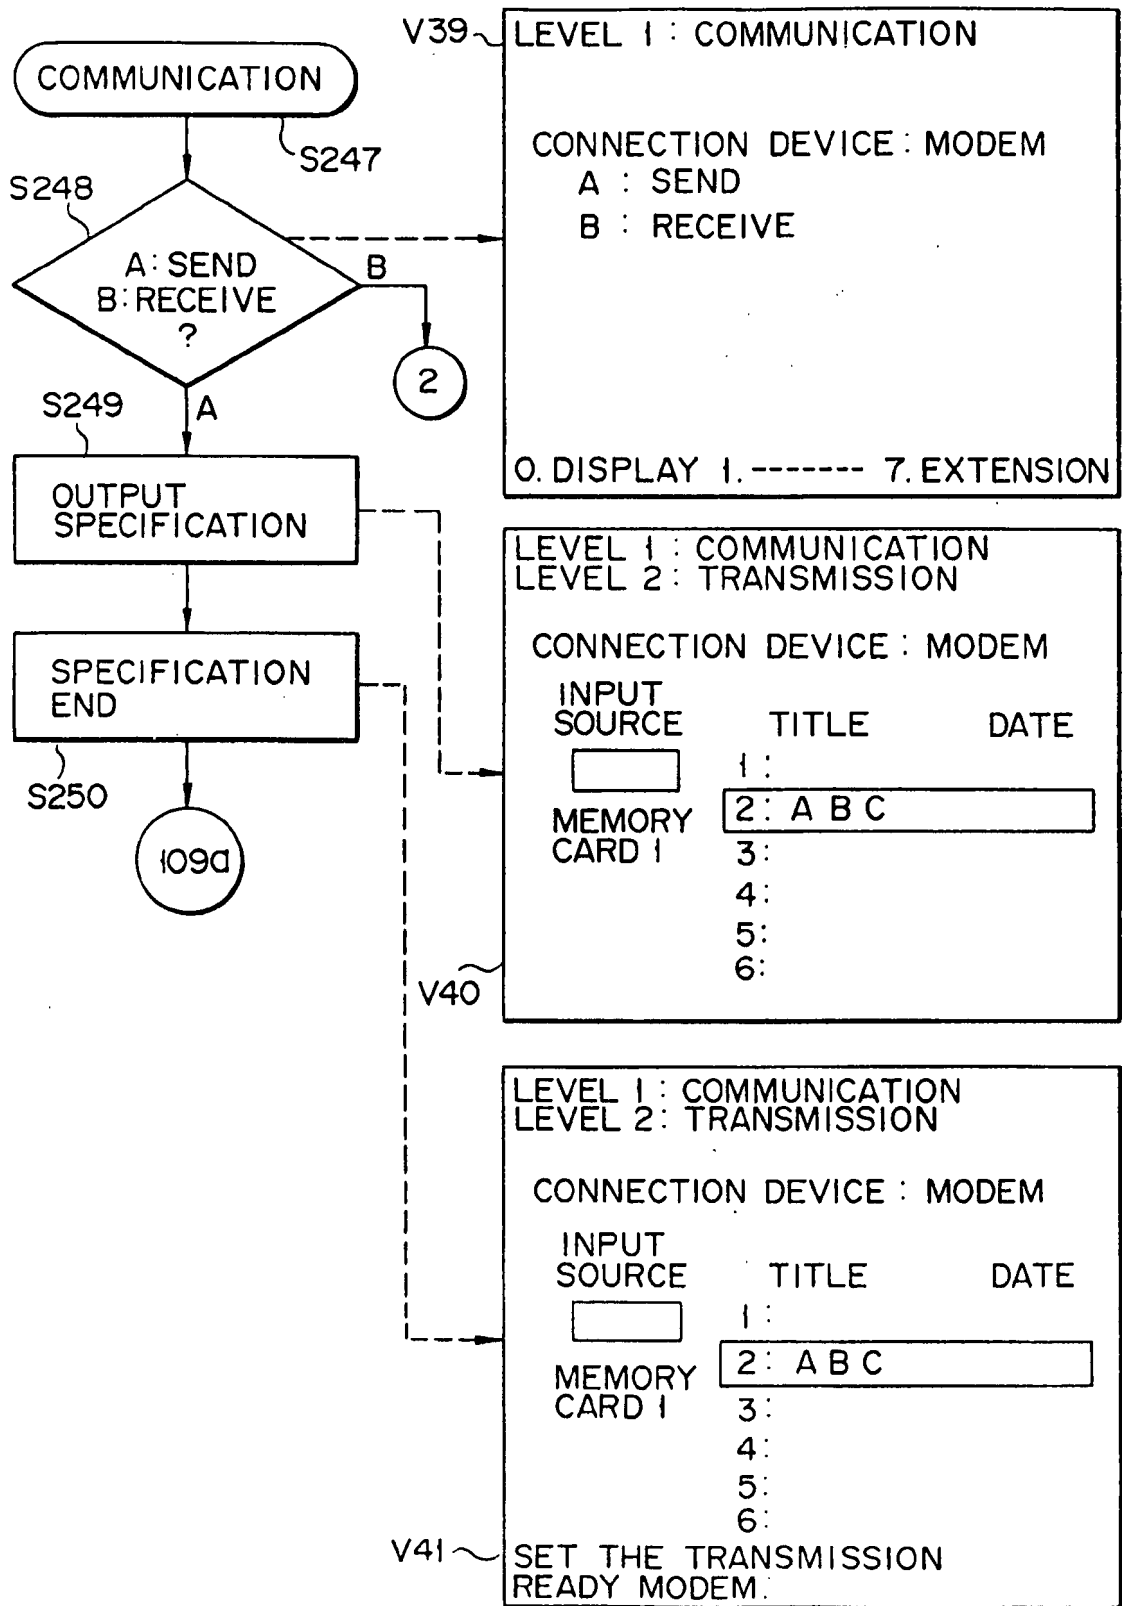 COMMUNICATION
S247
S248
A: SEND
B: RECEIVE
?
B
2
A
S249
OUTPUT
SPECIFICATION
SPECIFICATION
END
S250
109a
V39
LEVEL 1 : COMMUNICATION
CONNECTION DEVICE : MODEM
A : SEND
B : RECEIVE
0. DISPLAY 1. ------- 7. EXTENSION
LEVEL 1 : COMMUNICATION
LEVEL 2 : TRANSMISSION
CONNECTION DEVICE : MODEM
INPUT
SOURCE TITLE DATE
1 :
2 : A B C
MEMORY
CARD 1
3 :
4 :
5 :
6 :
V40
LEVEL 1 : COMMUNICATION
LEVEL 2 : TRANSMISSION
CONNECTION DEVICE : MODEM
INPUT
SOURCE TITLE DATE
1 :
2 : A B C
MEMORY
CARD 1
3 :
4 :
5 :
6 :
V41
SET THE TRANSMISSION
READY MODEM.